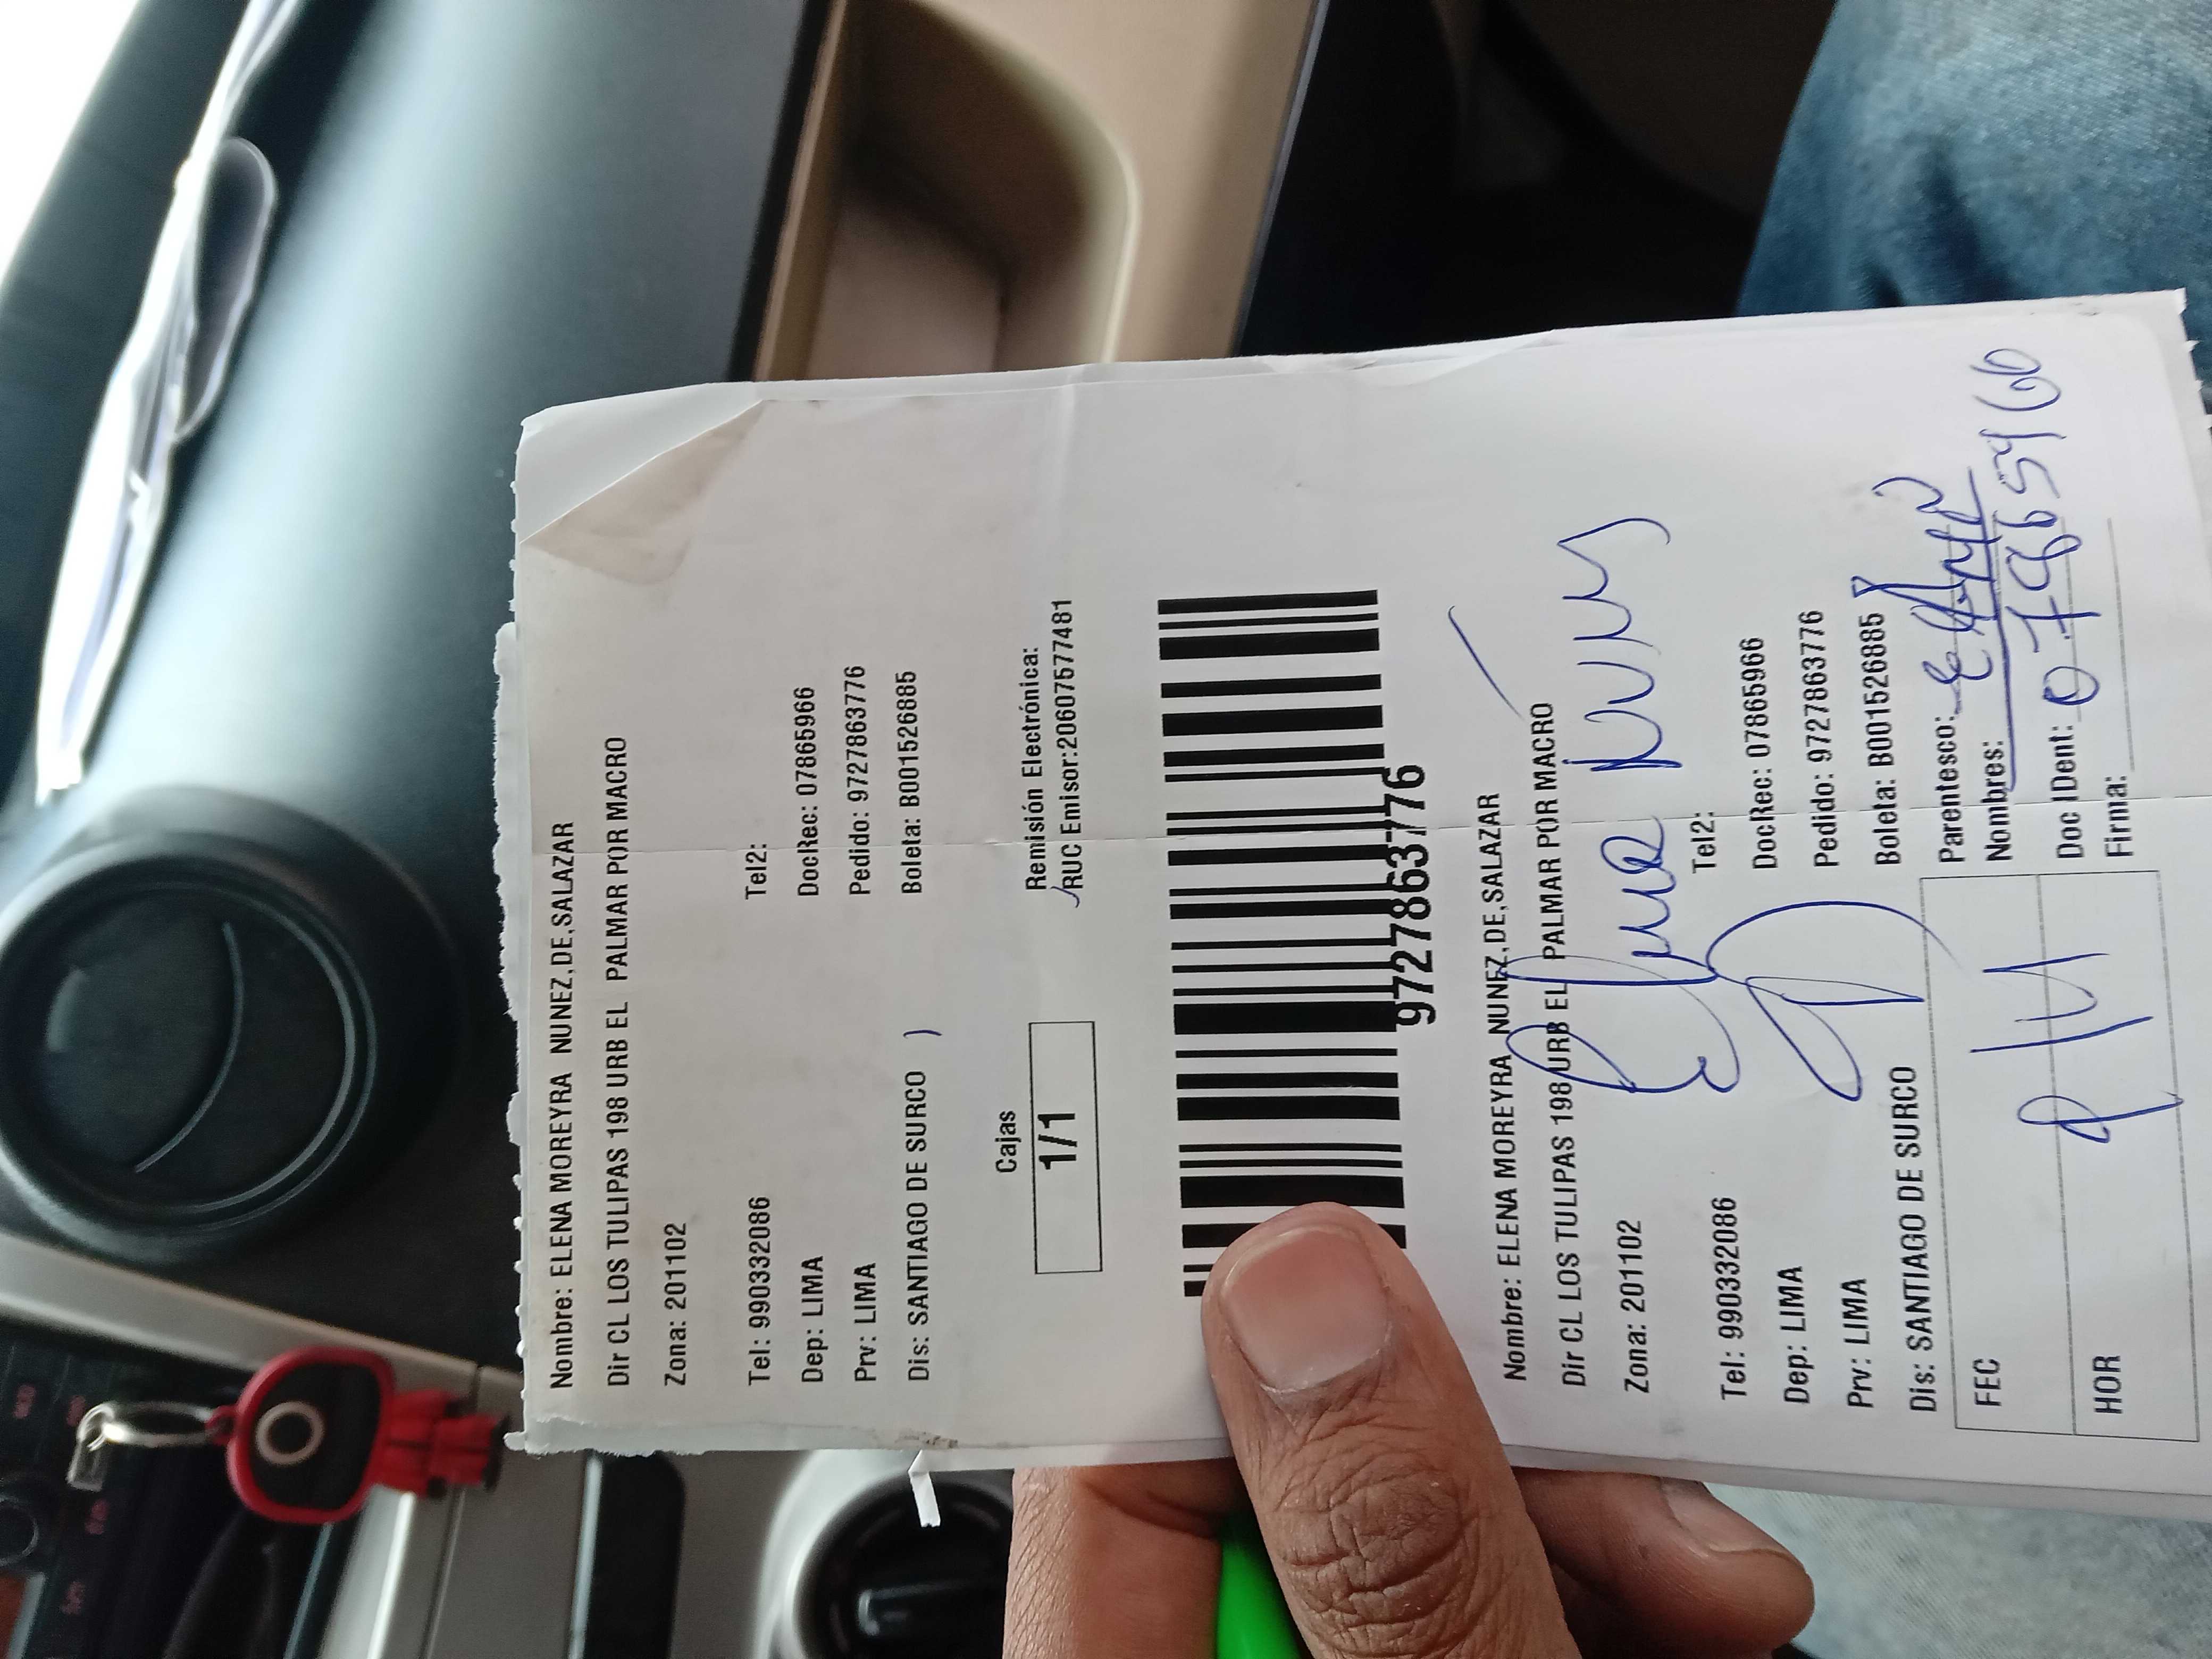 Nombre: ELENA MOREYRA NUNEZ,DE,SALAZAR
Dir CL LOS TULIPAS 198 URB EL PALMAR POR MACRO
Zona: 201102
Tel: 990332086 Tel2:
Dep: LIMA DocRec: 07865966
Prv: LIMA Pedido: 9727863776
Dis: SANTIAGO DE SURCO ) Boleta: B001526885
Cajas Remisión Electrónica:
1/1 RUC Emisor:20607577481
9727863776
Nombre: ELENA MOREYRA NUNEZ,DE,SALAZAR
Dir CL LOS TULIPAS 198 URB EL PALMAR POR MACRO
Zona: 201102
Tel: 990332086 Tel2:
Dep: LIMA DocRec: 07865966
Prv: LIMA Pedido: 9727863776
Dis: SANTIAGO DE SURCO Boleta: B001526885
FEC Parentesco:
Nombres:
HOR Doc IDent:
Firma: